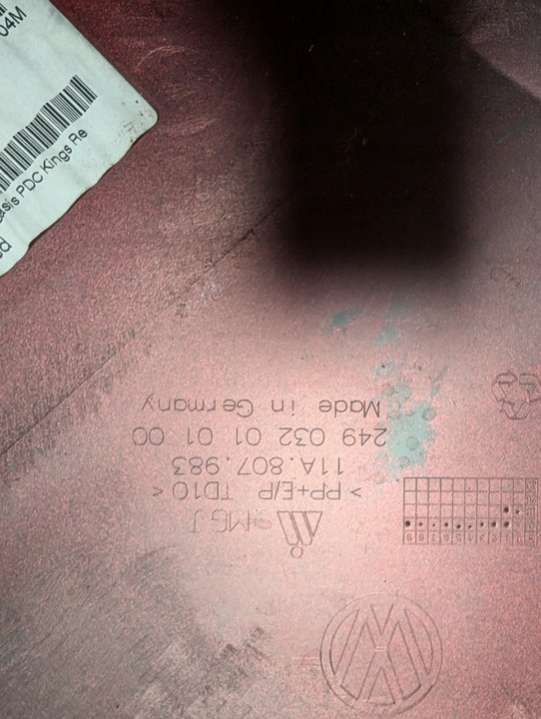 04M
asis PDC Kings Re
MGJ
> PP+E/P TD10 <
11A.807.983
249 032 01 01 00
Made in Germany